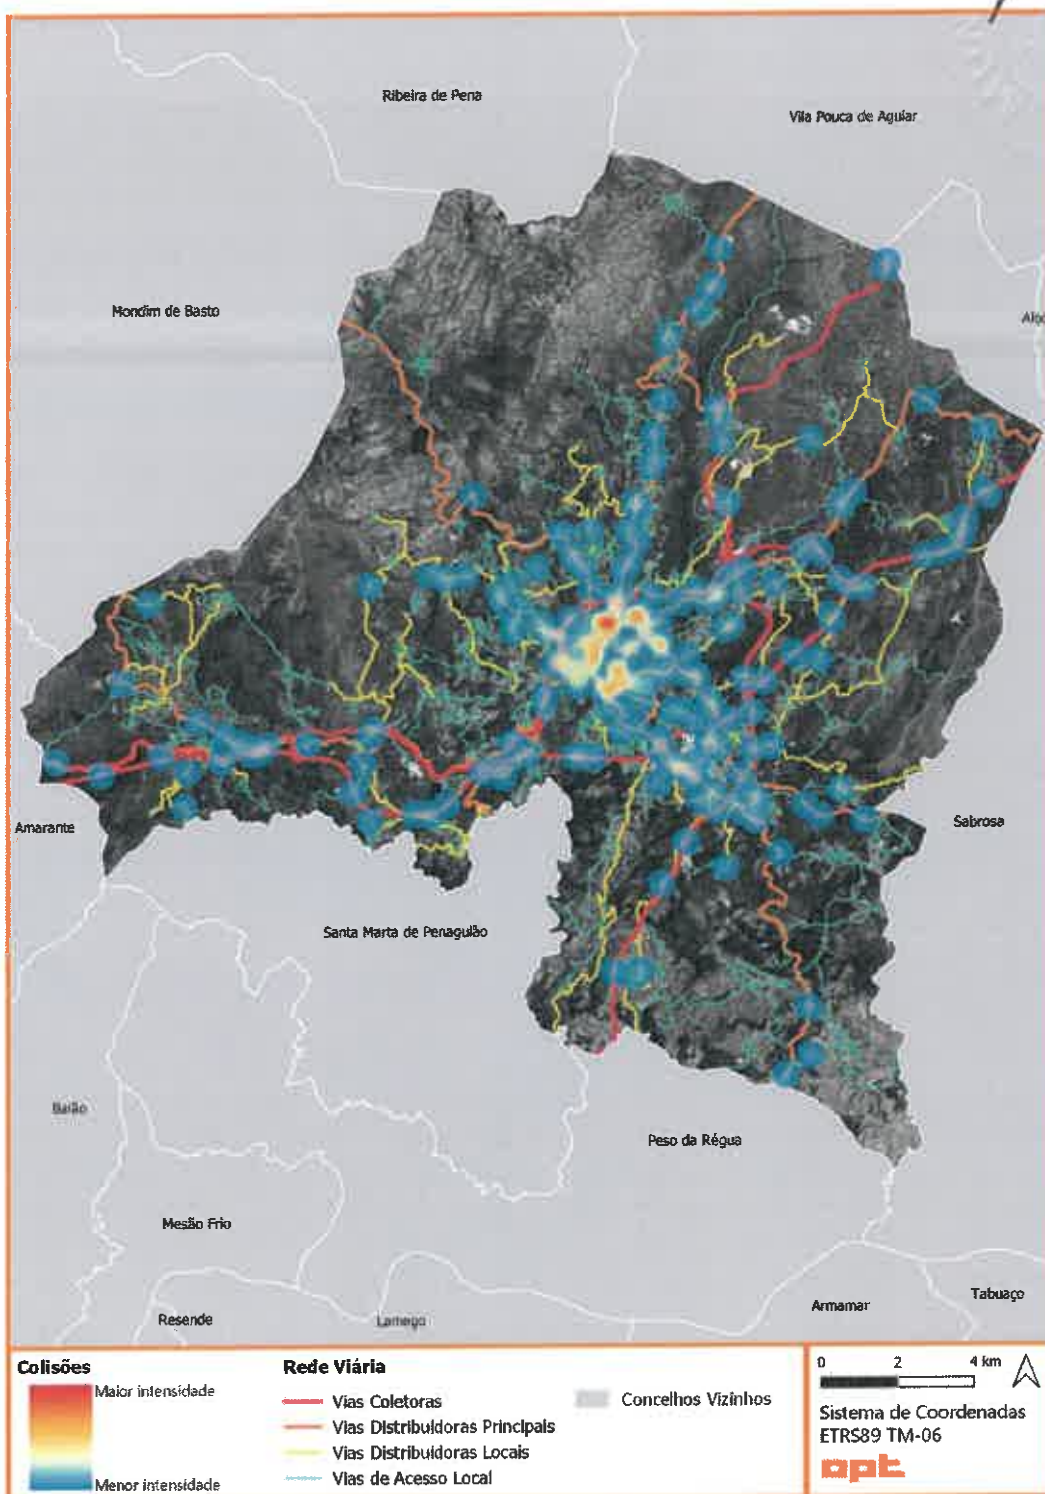 Ribeira de Pena
Vila Pouca de Aguiar
Mondim de Basto
Amarante
Sabrosa
Santa Marta de Penaguião
Baião
Peso da Régua
Mesão Frio
Resende
Lamego
Armamar
Tabuaço
Colisões
Maior intensidade
Menor intensidade
Rede Viária
Vias Coletoras
Vias Distribuidoras Principais
Vias Distribuidoras Locais
Vias de Acesso Local
Concelhos Vizinhos
0 2 4 km
Sistema de Coordenadas
ETRS89 TM-06
opt